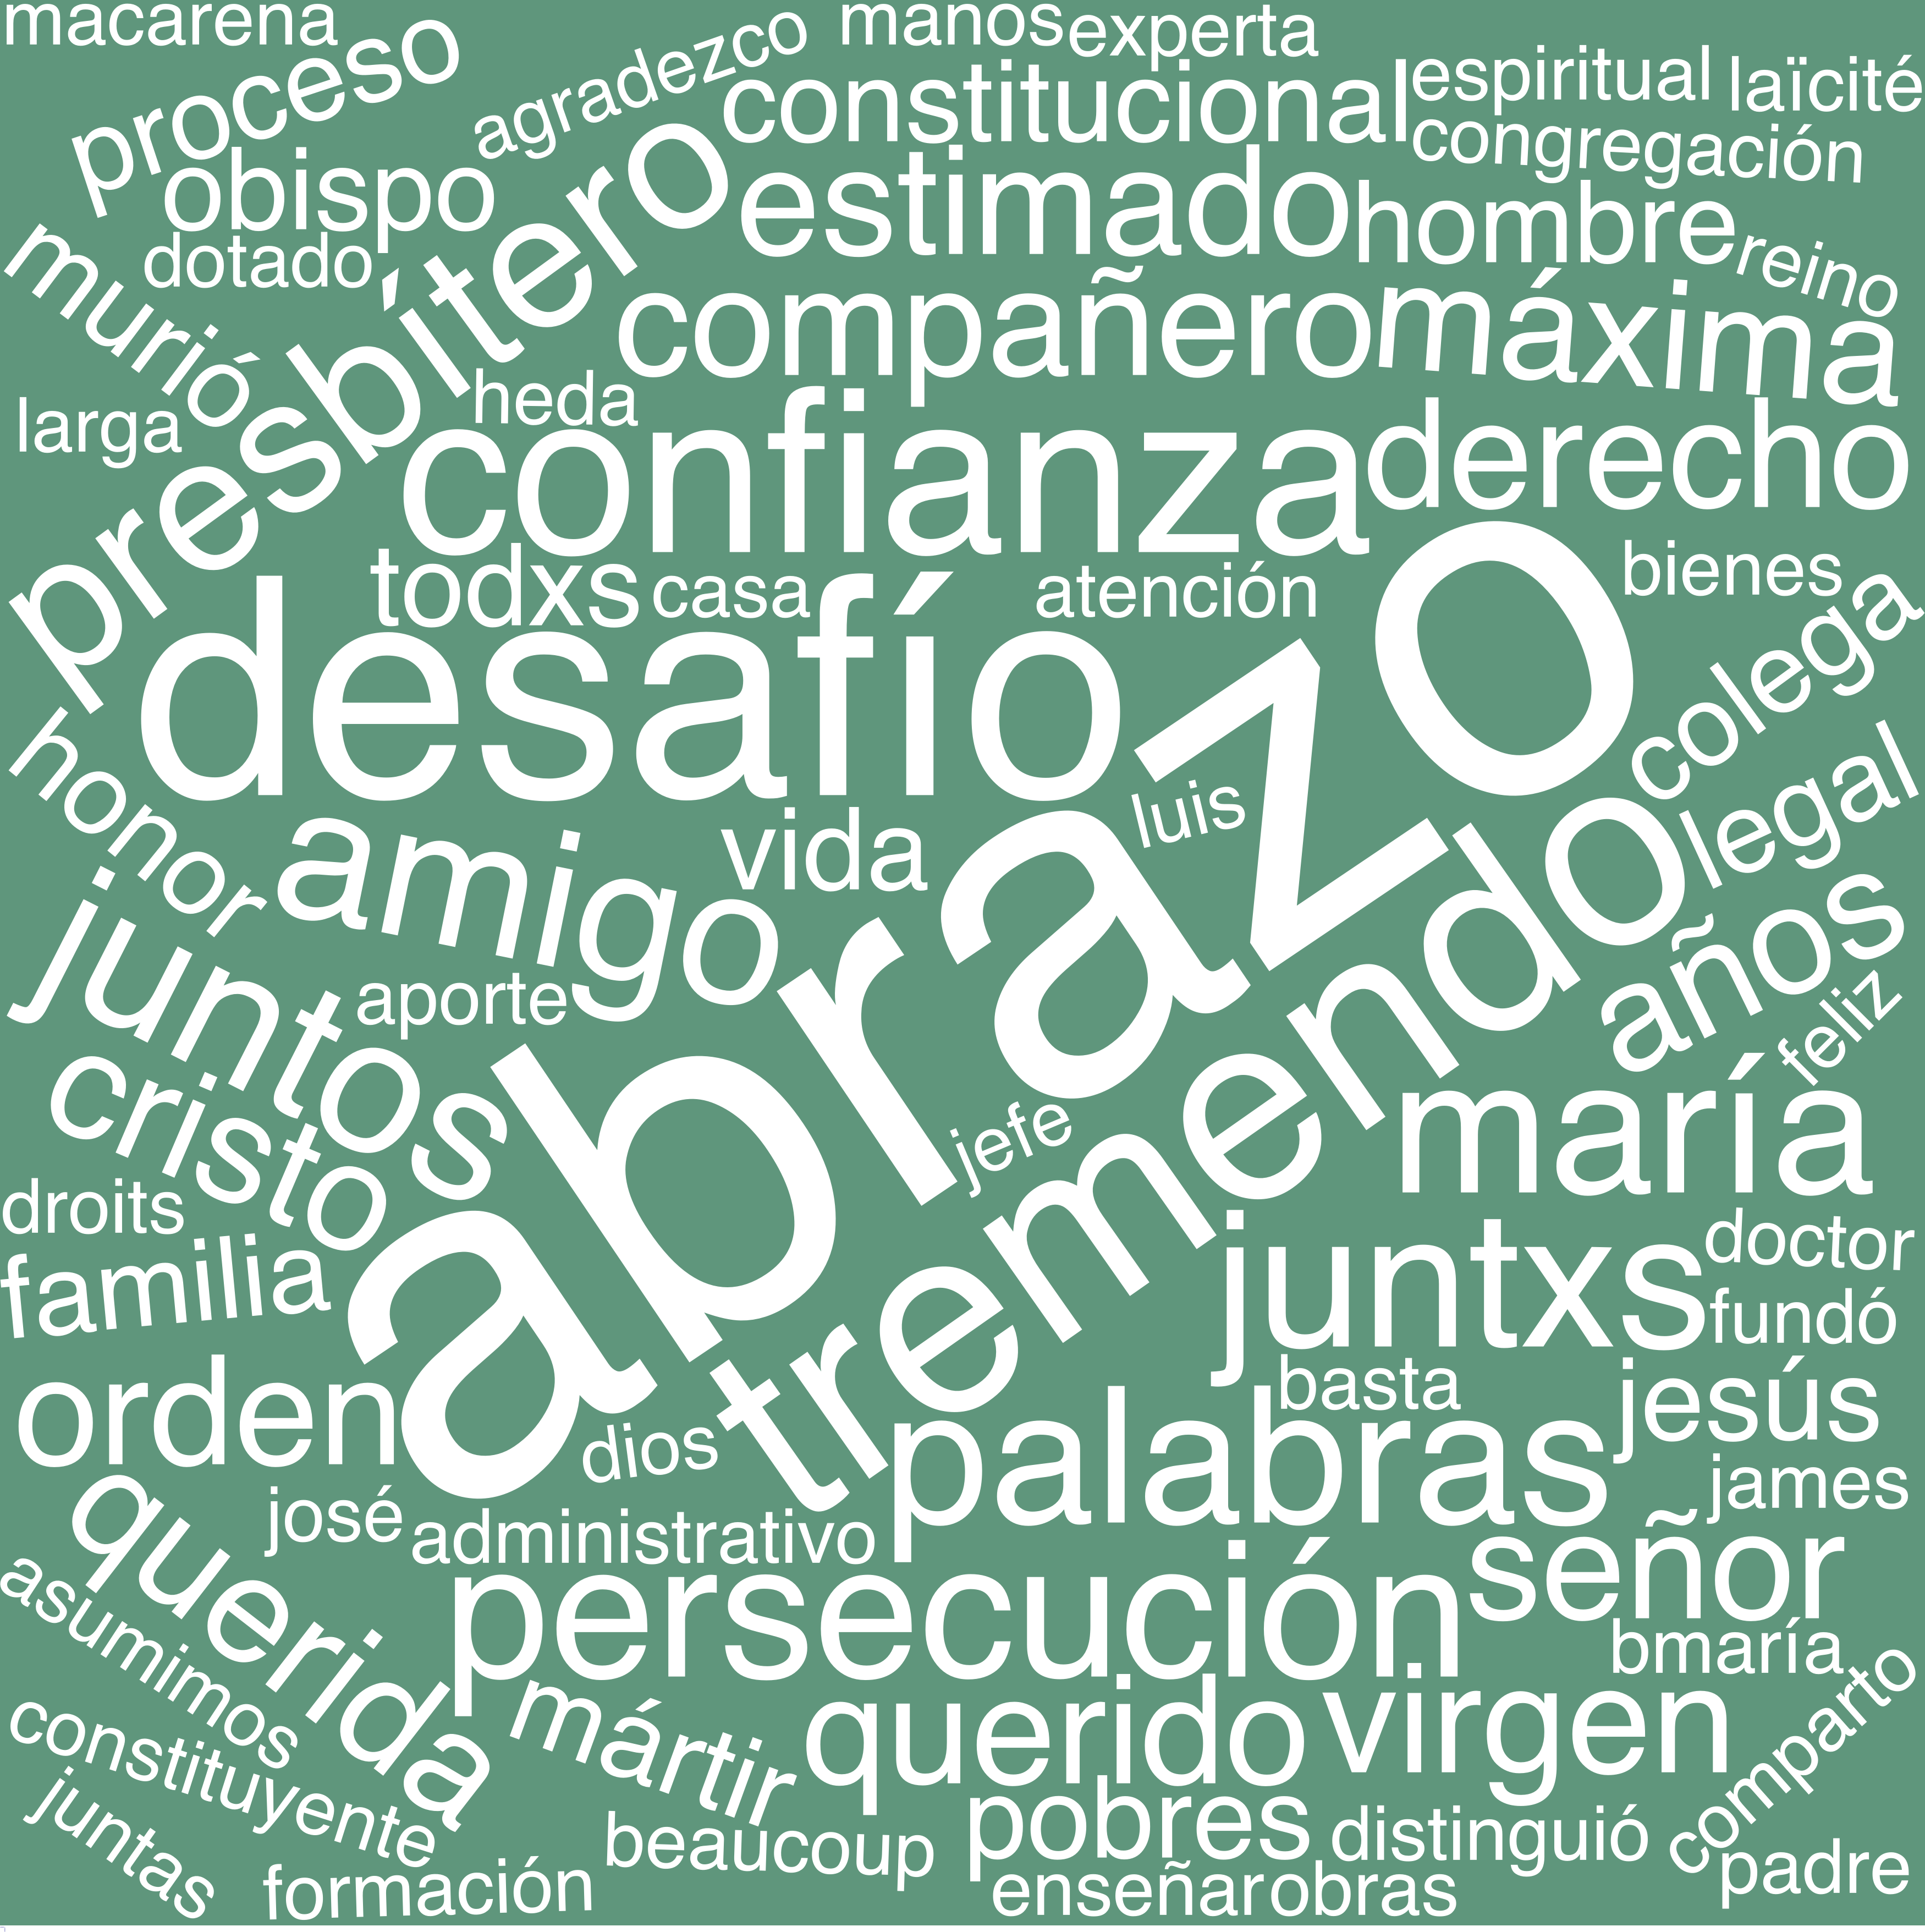 macarena
proceso
agradezco
manos
experta
constitucional
espiritual
laïcité
congregación
obispo
estimado
hombre
reino
dotado
murió
presbítero
compañero
máxima
larga
heda
confianza
derecho
todxs
casa
atención
bienes
desafío
abrazo
colega
honor
amigo
vida
luis
legal
juntos
aporte
tremendo
años
feliz
cristo
jefe
maría
droits
familia
juntxs
doctor
fundó
orden
dios
basta
jesús
palabras
james
querida
josé
administrativo
señor
asumimos
persecución
bmaría
constituyente
mártir
querido
virgen
comparto
juntas
beaucoup
pobres
distinguió
padre
formación
enseñar
obras